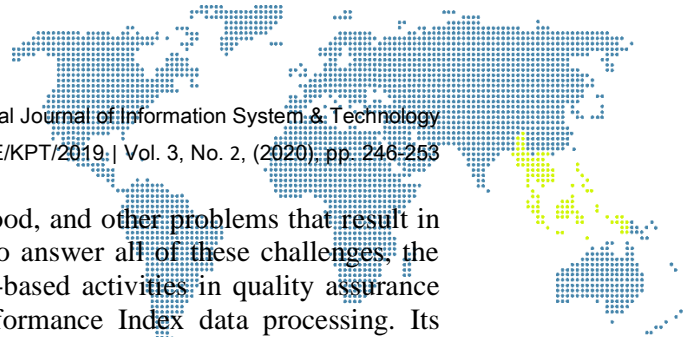 al Journal of Information System & Technology
E/KPT/2019 | Vol. 3, No. 2, (2020), pp. 246-253
ood, and other problems that result in
o answer all of these challenges, the
-based activities in quality assurance
formance Index data processing. Its